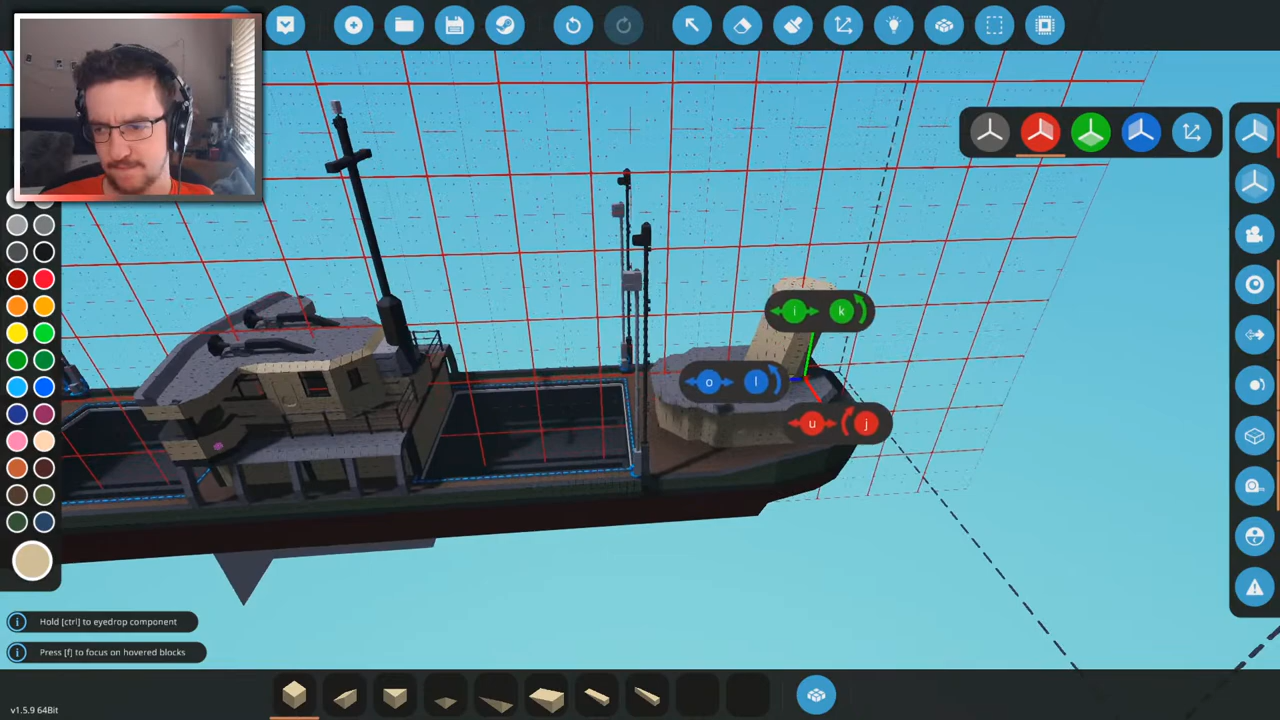 i k
o l
u j
Hold [ctrl] to eyedrop component
Press [f] to focus on hovered blocks
v1.5.9 64Bit